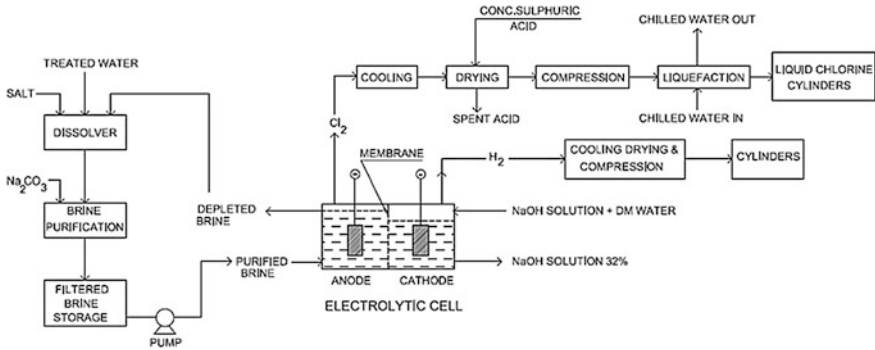 CONC.SULPHURIC
ACID
CHILLED WATER OUT
TREATED WATER
SALT
COOLING
DRYING
COMPRESSION
LIQUEFACTION
LIQUID CHLORINE
CYLINDERS
DISSOLVER
Cl2
SPENT ACID
CHILLED WATER IN
MEMBRANE
H2
COOLING DRYING &
COMPRESSION
CYLINDERS
Na2CO3
BRINE
PURIFICATION
DEPLETED
BRINE
NaOH SOLUTION + DM WATER
PURIFIED
BRINE
NaOH SOLUTION 32%
ANODE
CATHODE
FILTERED
BRINE
STORAGE
ELECTROLYTIC CELL
PUMP